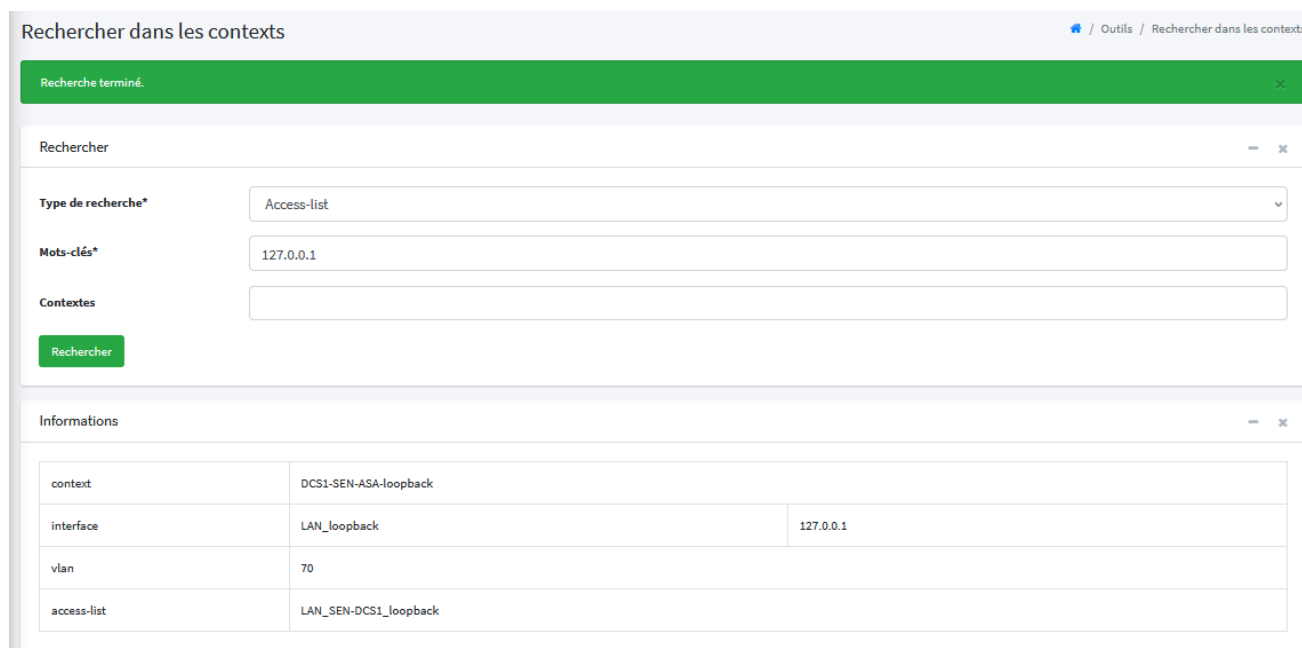 Rechercher dans les contexts
/ Outils / Rechercher dans les contexts
Recherche terminé.
Rechercher
Type de recherche*
Access-list
Mots-clés*
127.0.0.1
Contextes
Rechercher
Informations
context DCS1-SEN-ASA-loopback
interface LAN_loopback 127.0.0.1
vlan 70
access-list LAN_SEN-DCS1_loopback